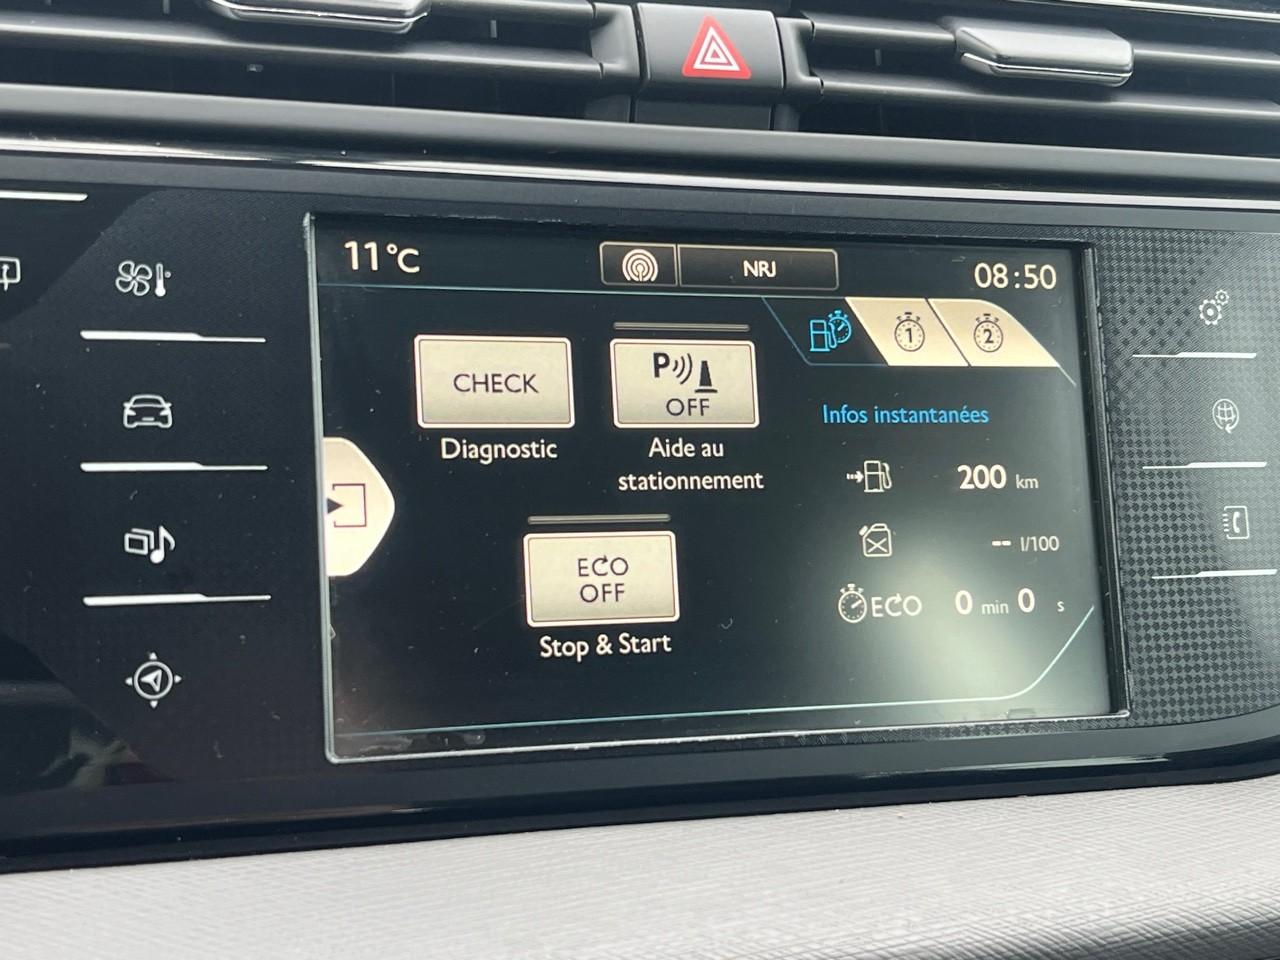 11°C
NRJ
08:50
1
2
CHECK
Diagnostic
P
OFF
Aide au
stationnement
ECO
OFF
Stop & Start
Infos instantanées
200 km
-- l/100
ECO 0 min 0 s